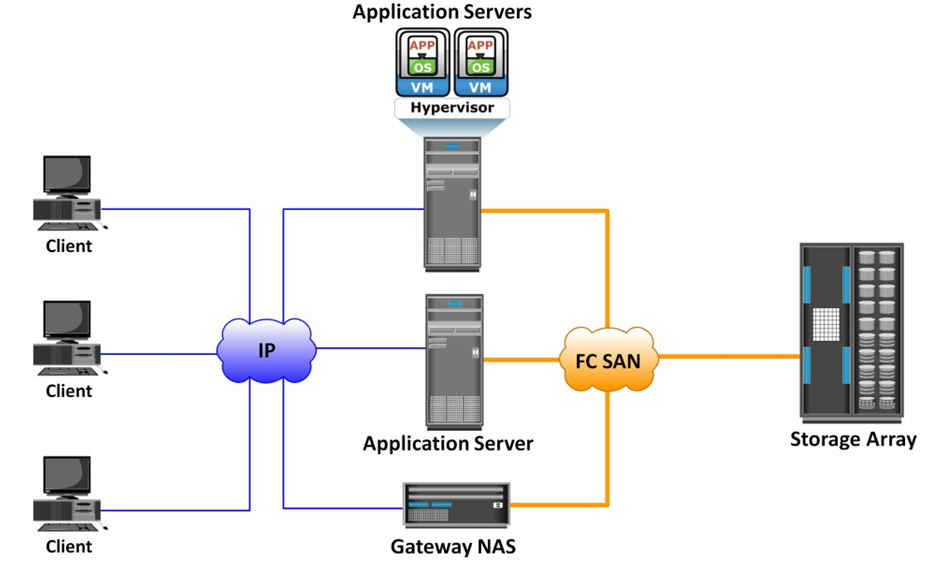 Application Servers
APP APP
OS OS
VM VM
Hypervisor
Client
Client
IP
FC SAN
Application Server
Storage Array
Client
Gateway NAS